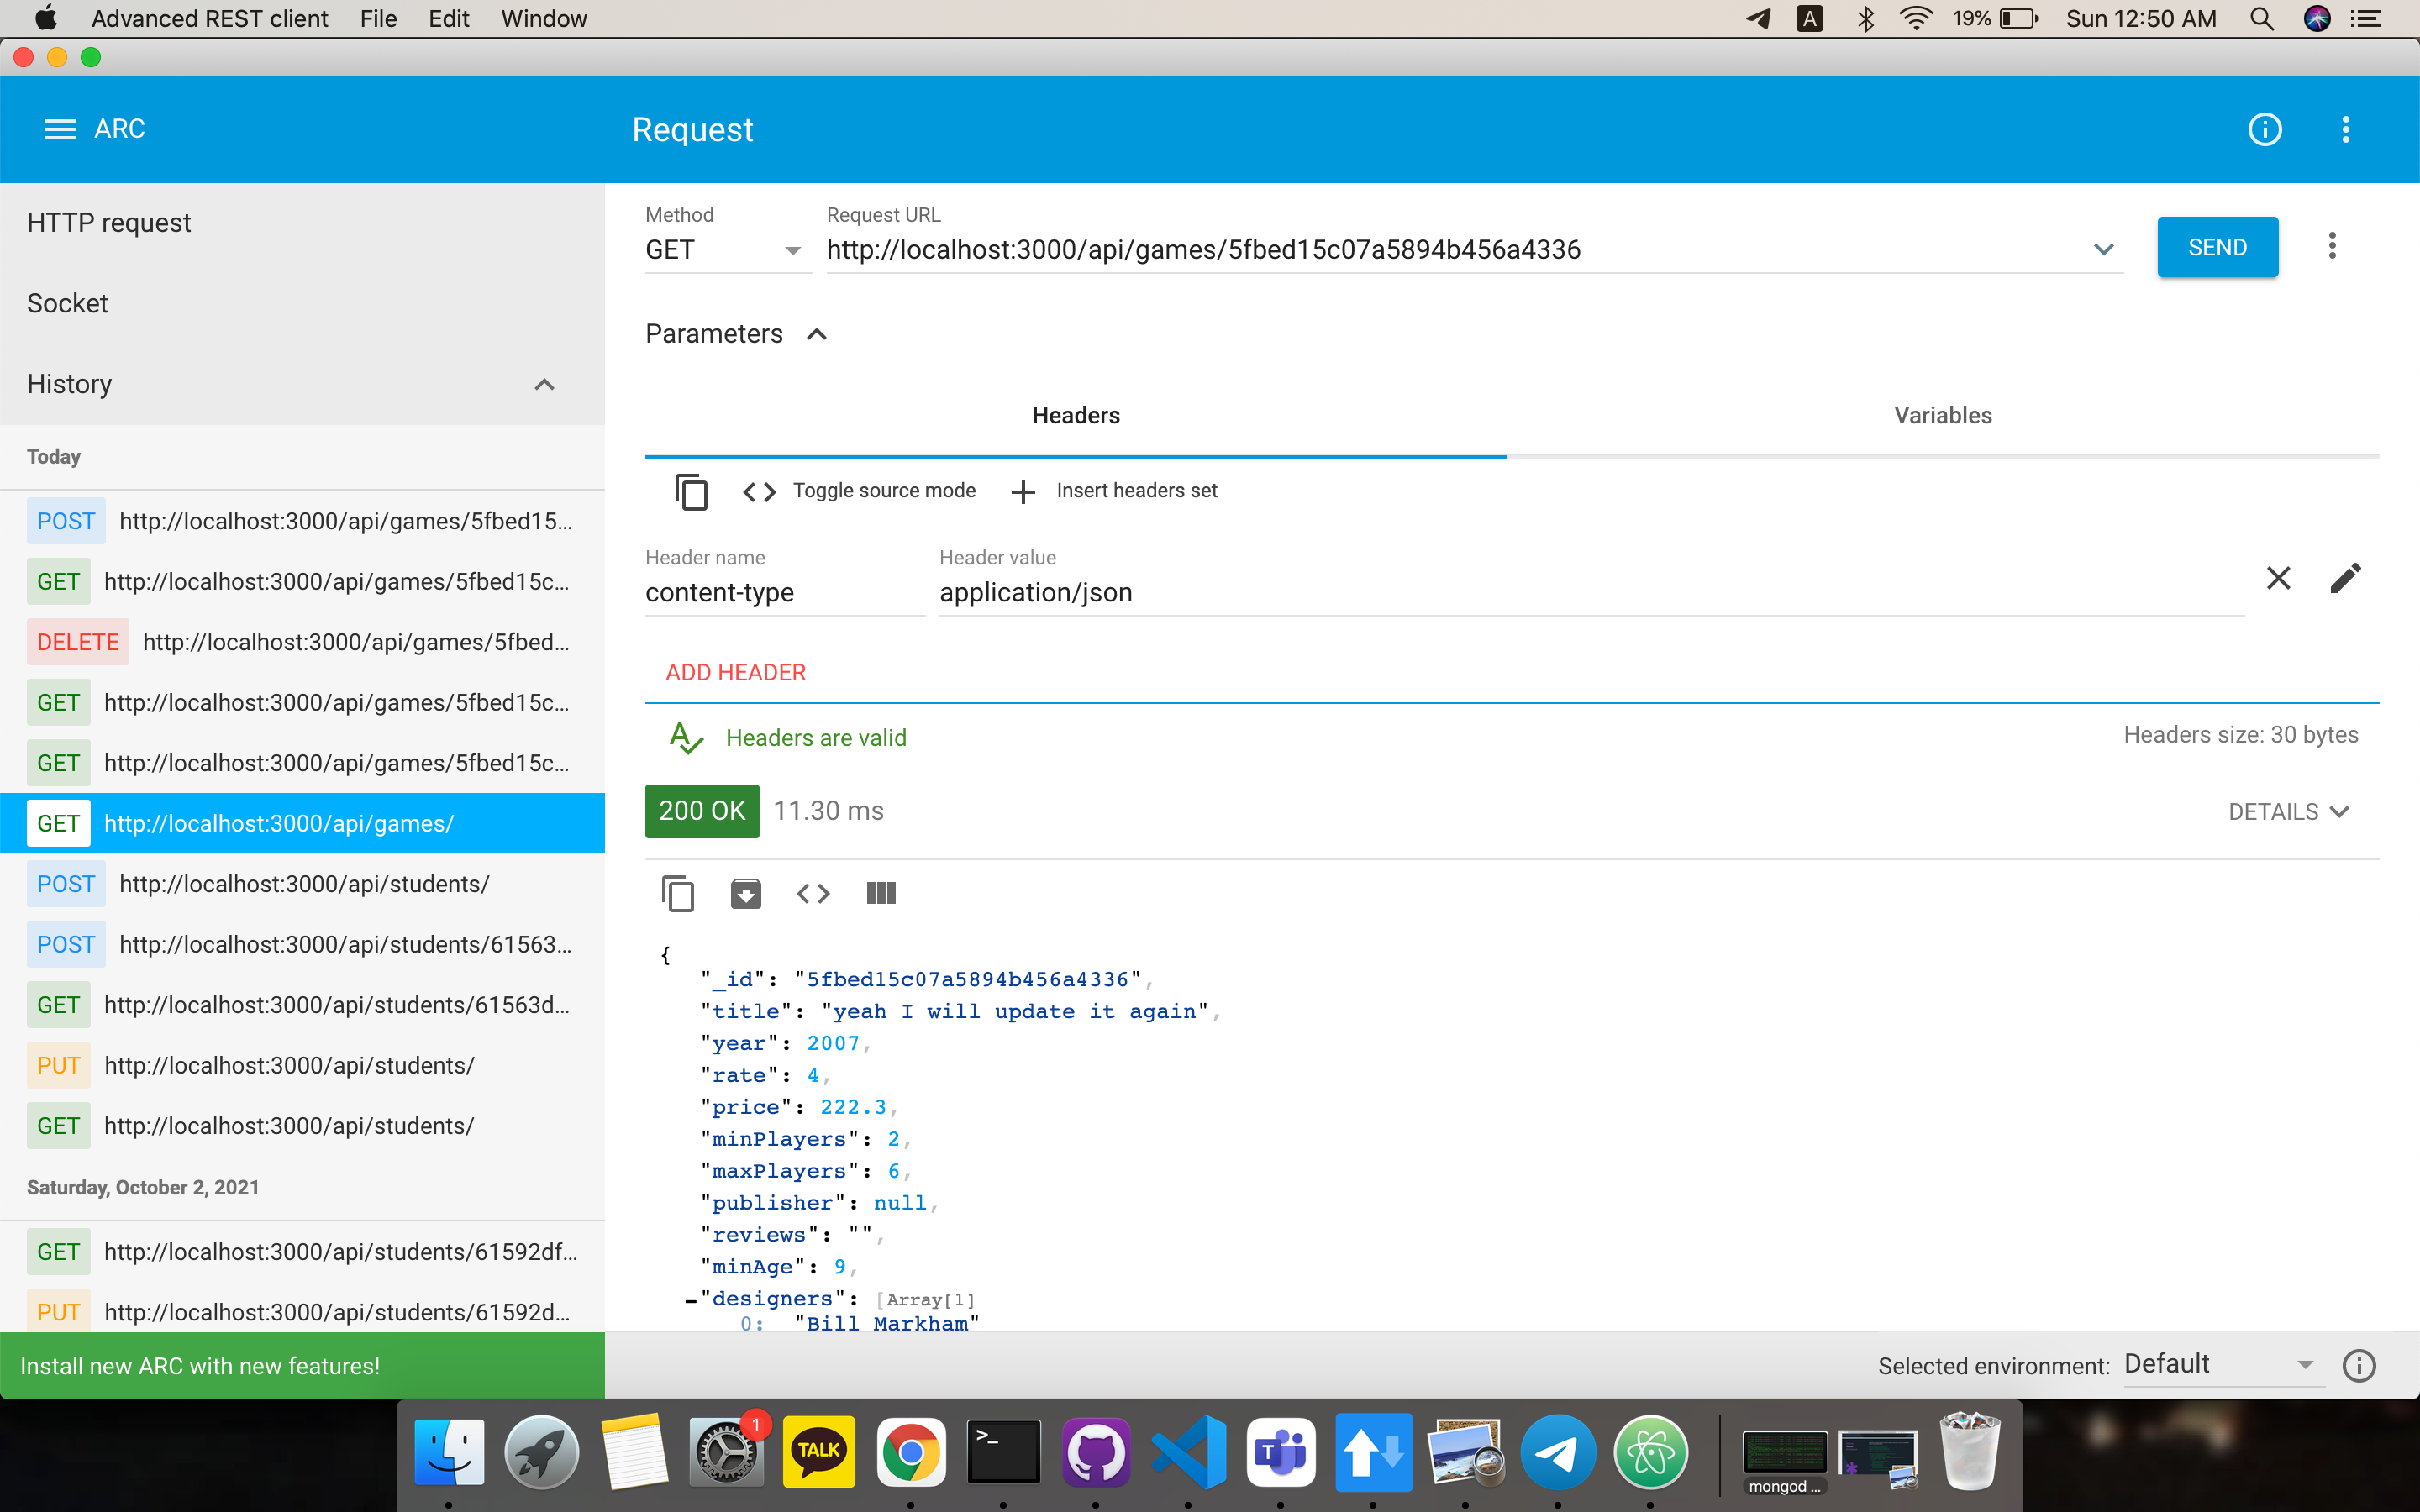 Advanced REST client File Edit Window A 19% Sun 12:50 AM
ARC
Request
HTTP request
Socket
History
Today
POST http://localhost:3000/api/games/5fbed15...
GET http://localhost:3000/api/games/5fbed15c...
DELETE http://localhost:3000/api/games/5fbed...
GET http://localhost:3000/api/games/5fbed15c...
GET http://localhost:3000/api/games/5fbed15c...
GET http://localhost:3000/api/games/
POST http://localhost:3000/api/students/
POST http://localhost:3000/api/students/61563...
GET http://localhost:3000/api/students/61563d...
PUT http://localhost:3000/api/students/
GET http://localhost:3000/api/students/
Saturday, October 2, 2021
GET http://localhost:3000/api/students/61592df...
PUT http://localhost:3000/api/students/61592d...
Install new ARC with new features!
Method
GET
Request URL
http://localhost:3000/api/games/5fbed15c07a5894b456a4336
SEND
Parameters
Headers Variables
Toggle source mode Insert headers set
Header name
content-type
Header value
application/json
ADD HEADER
Headers are valid
Headers size: 30 bytes
200 OK 11.30 ms
DETAILS
{
"_id": "5fbed15c07a5894b456a4336",
"title": "yeah I will update it again",
"year": 2007,
"rate": 4,
"price": 222.3,
"minPlayers": 2,
"maxPlayers": 6,
"publisher": null,
"reviews": "",
"minAge": 9,
"designers": [Array[1]
0: "Bill Markham"
Selected environment: Default
1
TALK
>_
T
mongod ...